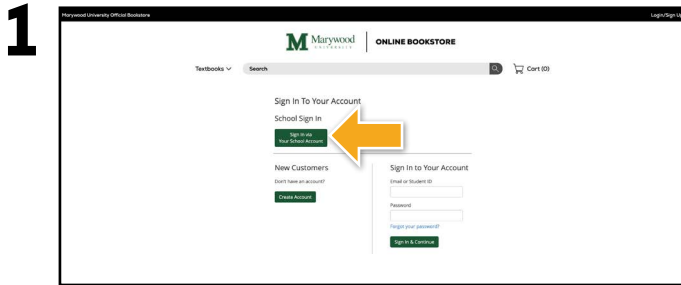 1
Marywood University Official Bookstore
Login/Sign Up
M Marywood UNIVERSITY ONLINE BOOKSTORE
Textbooks Search Cart (0)
Sign In To Your Account
School Sign In
Sign in via
Your School Account
New Customers
Don't have an account?
Create Account
Sign In to Your Account
Email or Student ID
Password
Forgot your password?
Sign In & Continue